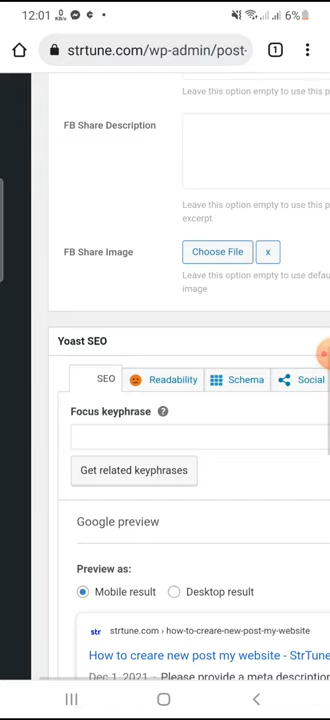 12:01 0 KB/s 6%
strtune.com/wp-admin/post- 1
Leave this option empty to use this p
FB Share Description
Leave this option empty to use this p
excerpt
FB Share Image Choose File x
Leave this option empty to use defau
image
Yoast SEO
SEO Readability Schema Social
Focus keyphrase ?
Get related keyphrases
Google preview
Preview as:
Mobile result Desktop result
str strtune.com › how-to-creare-new-post-my-website
How to creare new post my website - StrTune
Dec 1, 2021 - Please provide a meta description